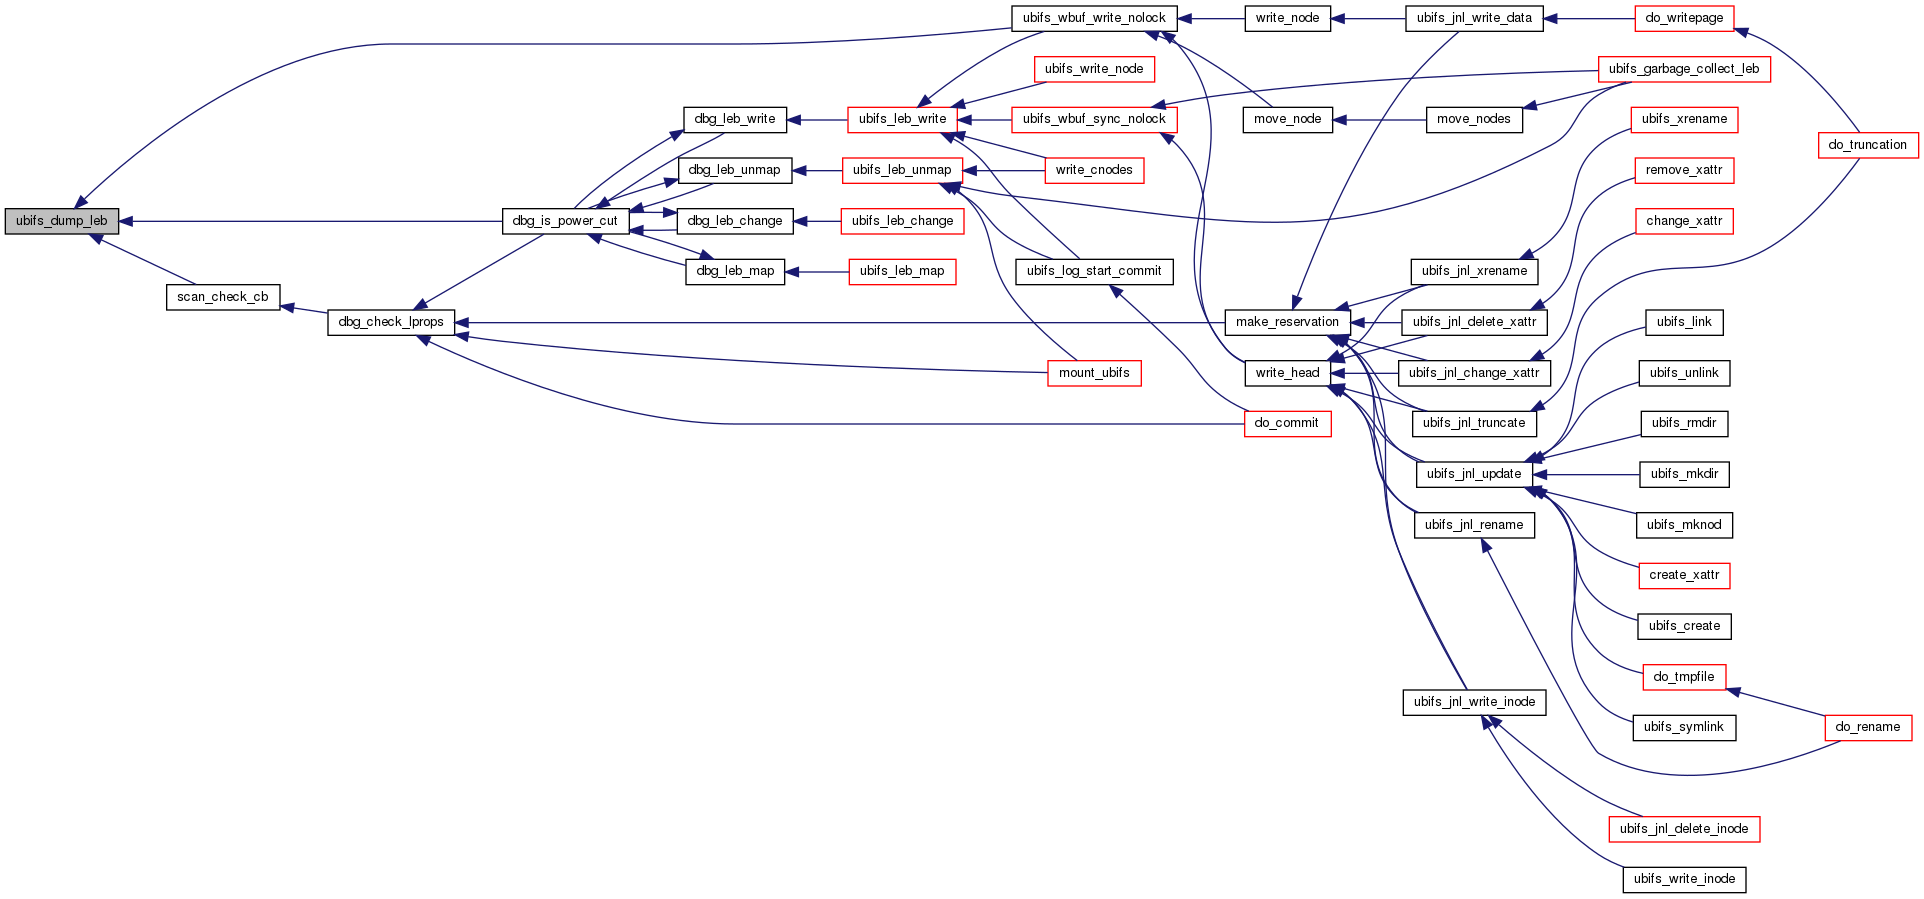 ubifs_dump_leb
scan_check_cb
dbg_check_lprops
dbg_is_power_cut
dbg_leb_write
dbg_leb_unmap
dbg_leb_change
dbg_leb_map
ubifs_leb_write
ubifs_leb_unmap
ubifs_leb_change
ubifs_leb_map
ubifs_wbuf_write_nolock
ubifs_write_node
ubifs_wbuf_sync_nolock
write_cnodes
ubifs_log_start_commit
mount_ubifs
write_node
move_node
make_reservation
write_head
do_commit
ubifs_jnl_write_data
move_nodes
ubifs_jnl_xrename
ubifs_jnl_delete_xattr
ubifs_jnl_change_xattr
ubifs_jnl_truncate
ubifs_jnl_update
ubifs_jnl_rename
ubifs_jnl_write_inode
do_writepage
ubifs_garbage_collect_leb
ubifs_xrename
remove_xattr
change_xattr
ubifs_link
ubifs_unlink
ubifs_rmdir
ubifs_mkdir
ubifs_mknod
create_xattr
ubifs_create
do_tmpfile
ubifs_symlink
ubifs_jnl_delete_inode
ubifs_write_inode
do_truncation
do_rename